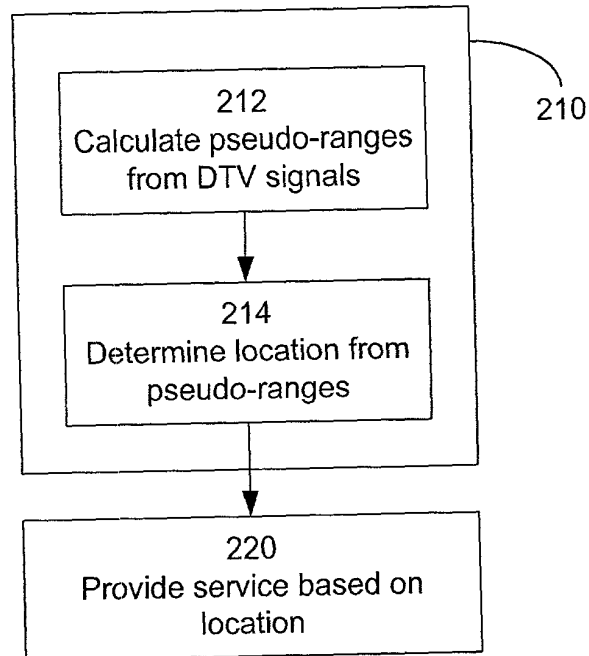 212
Calculate pseudo-ranges
from DTV signals
210
214
Determine location from
pseudo-ranges
220
Provide service based on
location